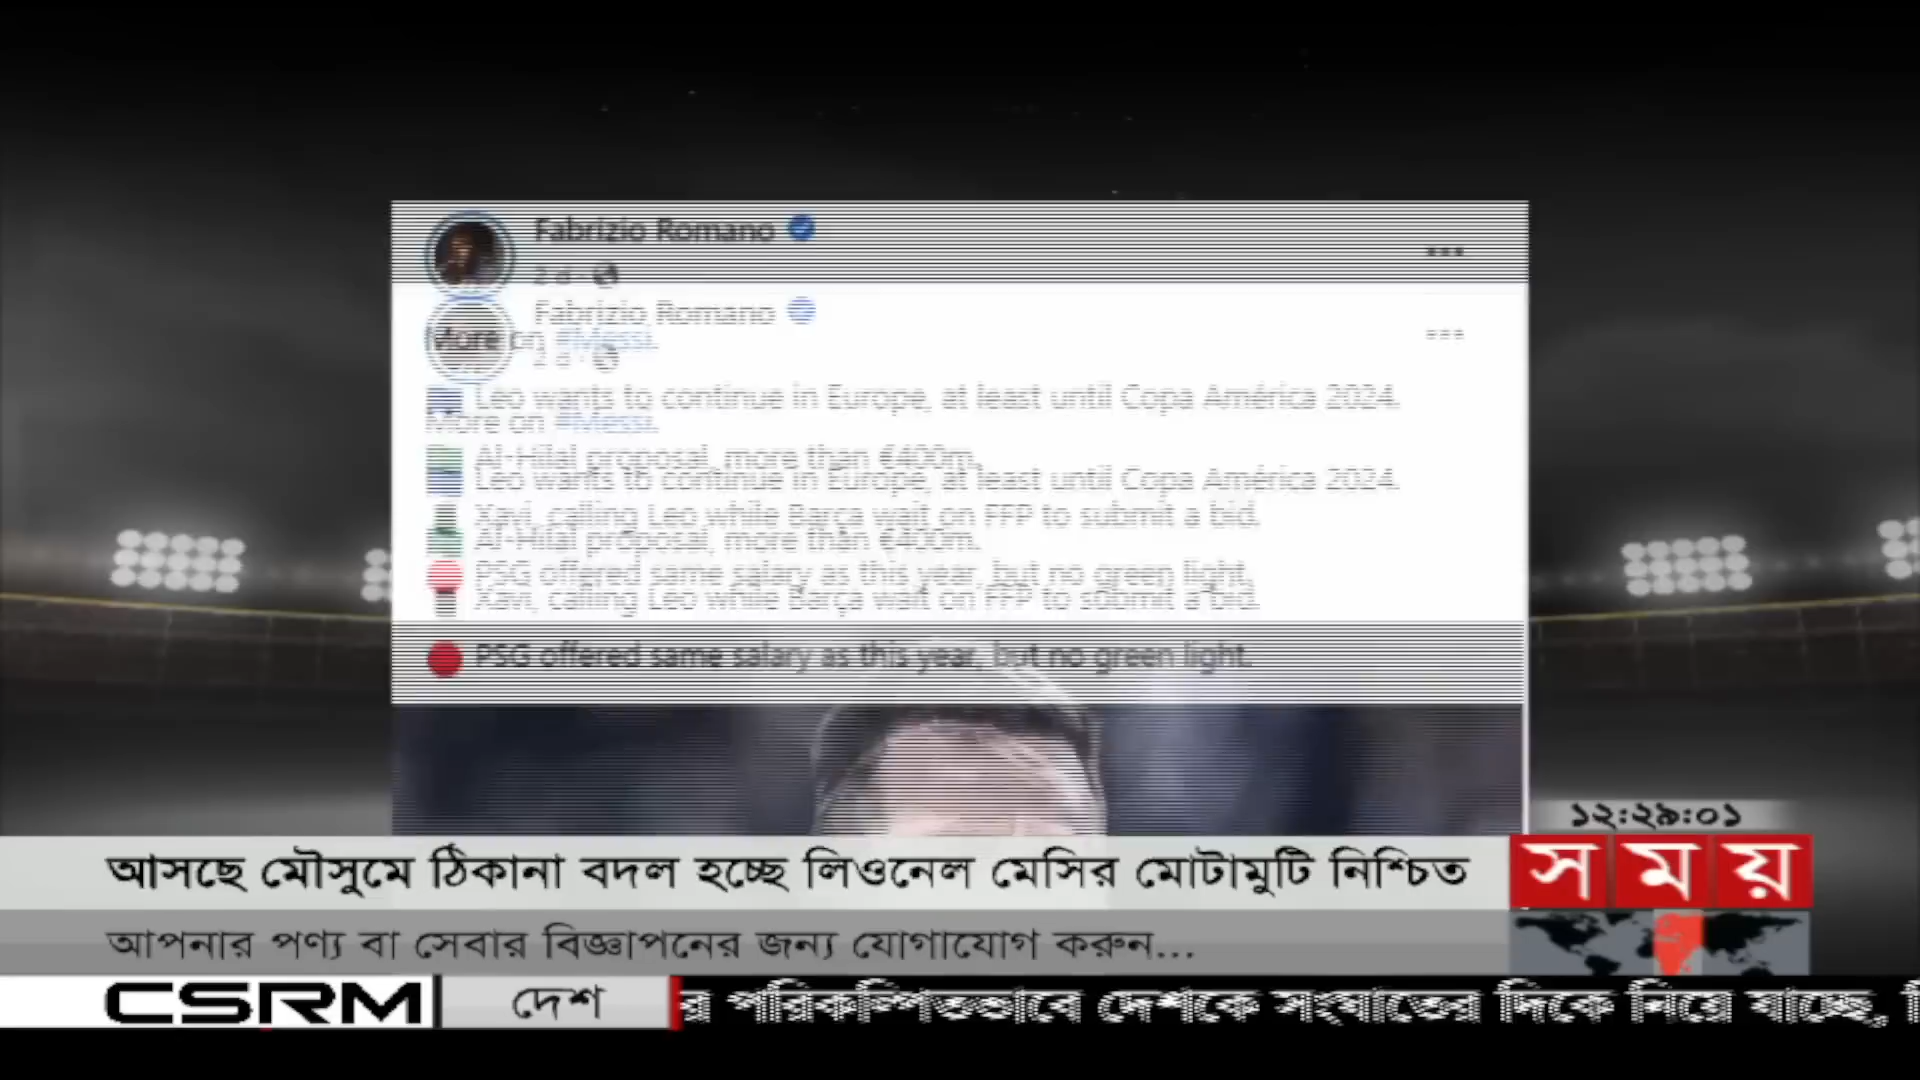 Fabrizio Romano
2 d
More on #Messi.
Leo wants to continue in Europe, at least until Copa América 2024.
Al-Hilal proposal, more than €400m.
Xavi, calling Leo while Barça wait on FFP to submit a bid.
PSG offered same salary as this year, but no green light.
১২:২৯:০১
আসছে মৌসুমে ঠিকানা বদল হচ্ছে লিওনেল মেসির মোটামুটি নিশ্চিত
সময়
আপনার পণ্য বা সেবার বিজ্ঞাপনের জন্য যোগাযোগ করুন...
CSRM দেশ র পরিকল্পিতভাবে দেশকে সংঘাতের দিকে নিয়ে যাচ্ছে,